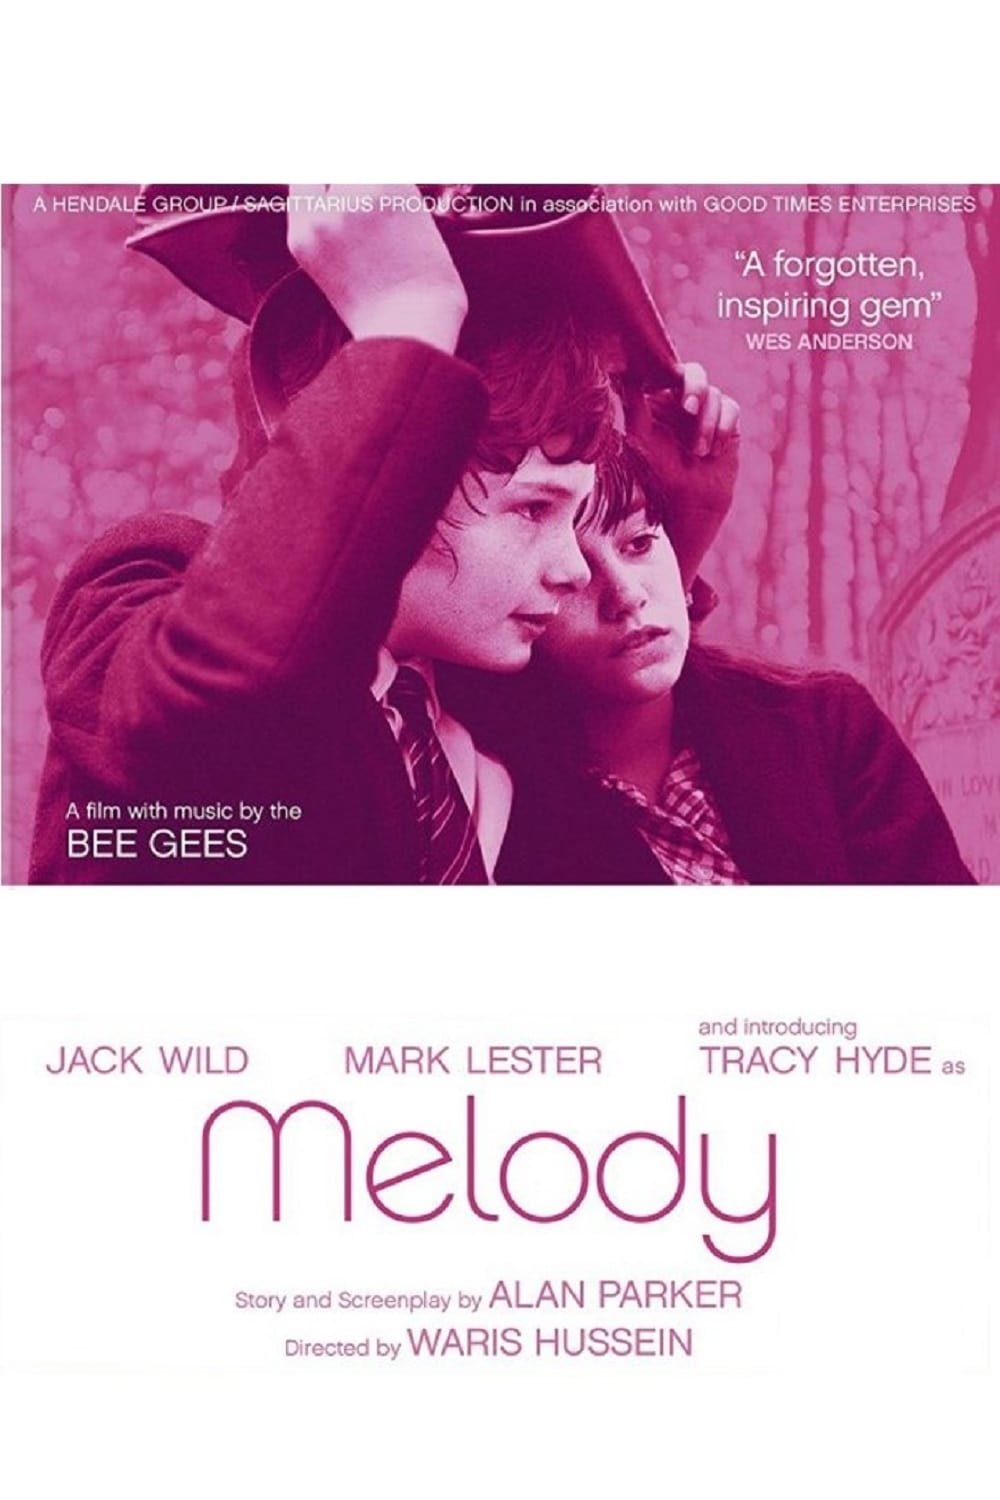 A HENDALE GROUP / SAGITTARIUS PRODUCTION in association with GOOD TIMES ENTERPRISES
“A forgotten,
inspiring gem”
WES ANDERSON
IN LOV
A film with music by the
BEE GEES
and introducing
JACK WILD MARK LESTER TRACY HYDE as
melody
Story and Screenplay by ALAN PARKER
Directed by WARIS HUSSEIN